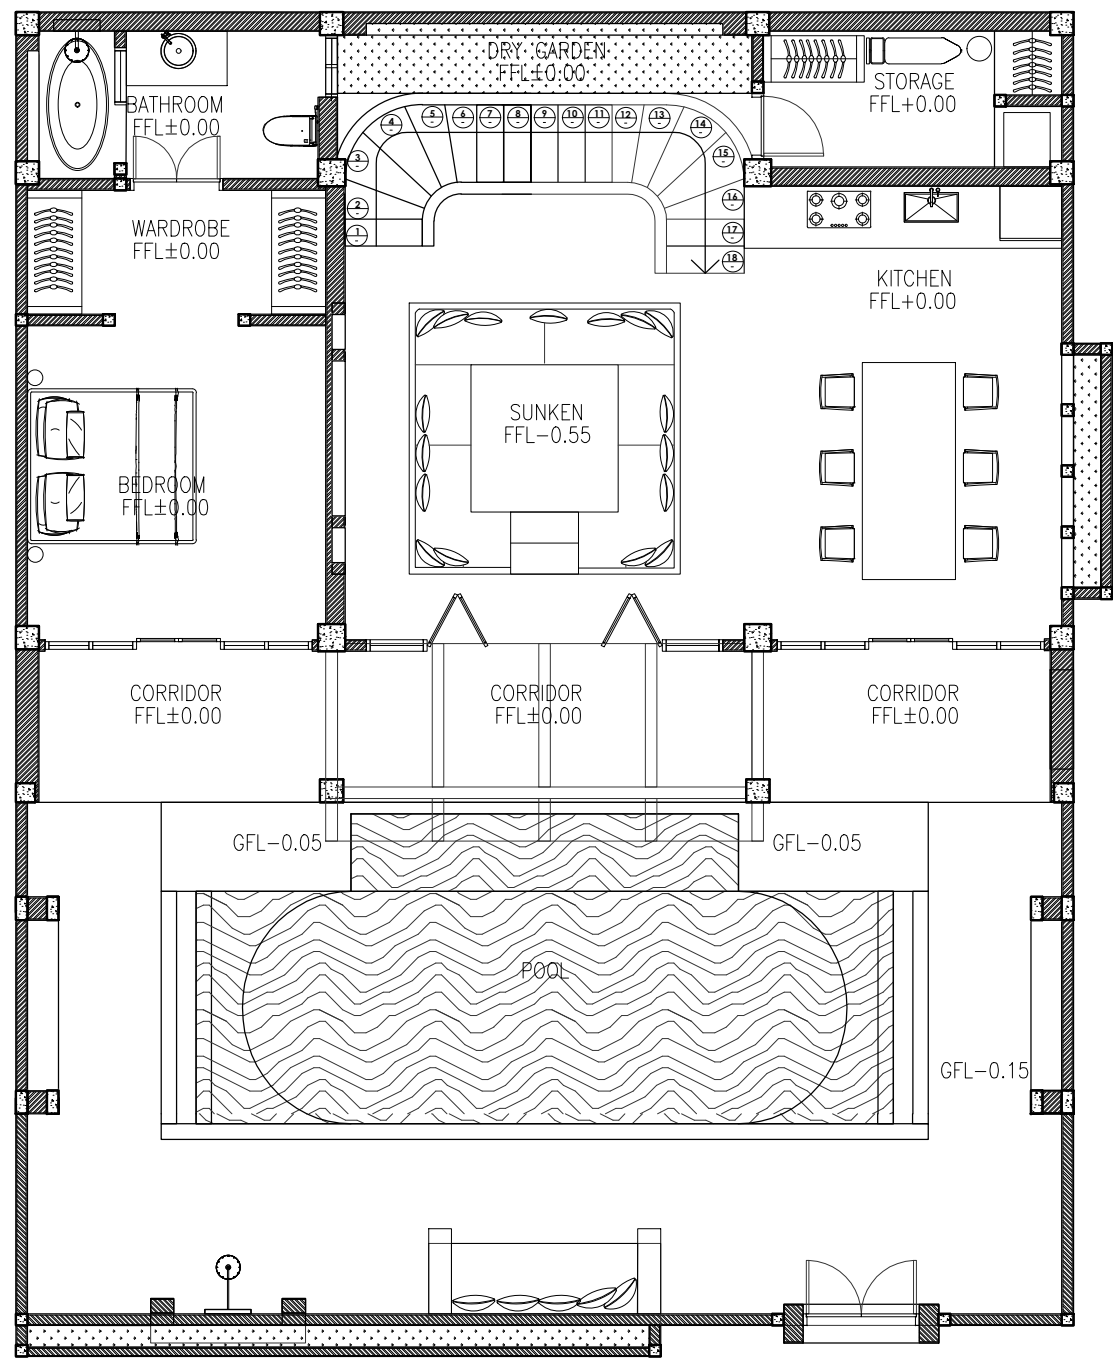 DRY GARDEN
FFL±0.00
STORAGE
FFL+0.00
BATHROOM
FFL±0.00
5
6
7
8
9
10
11
12
13
4
14
3
15
2
16
1
17
18
WARDROBE
FFL±0.00
KITCHEN
FFL+0.00
SUNKEN
FFL-0.55
BEDROOM
FFL±0.00
CORRIDOR
FFL±0.00
CORRIDOR
FFL±0.00
CORRIDOR
FFL±0.00
GFL-0.05
GFL-0.05
POOL
GFL-0.15